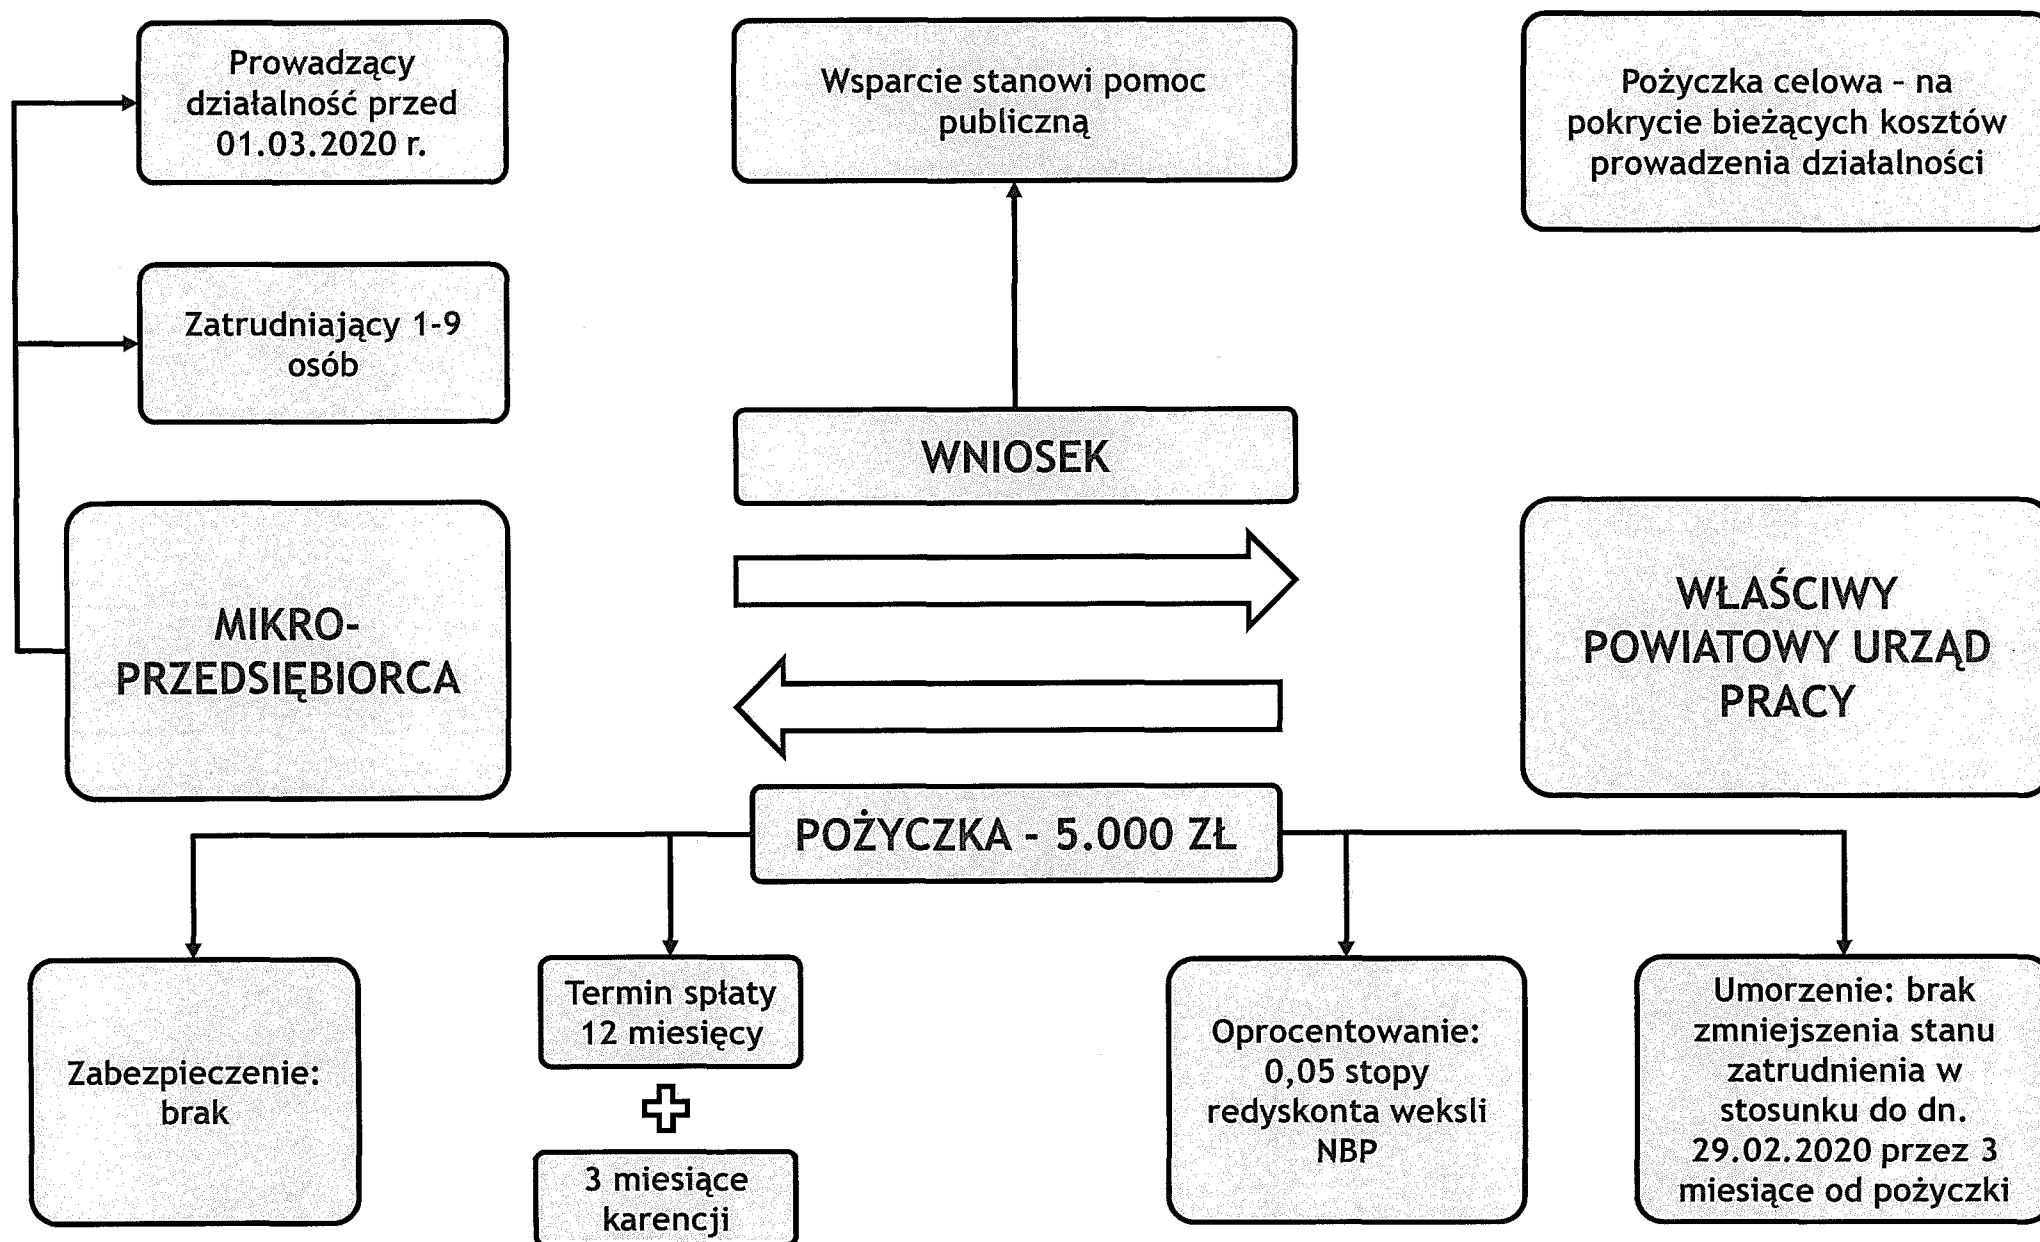 Prowadzący
działalność przed
01.03.2020 r.
Wsparcie stanowi pomoc
publiczną
Pożyczka celowa – na
pokrycie bieżących kosztów
prowadzenia działalności
Zatrudniający 1-9
osób
WNIOSEK
MIKRO-
PRZEDSIĘBIORCA
WŁAŚCIWY
POWIATOWY URZĄD
PRACY
POŻYCZKA - 5.000 ZŁ
Zabezpieczenie:
brak
Termin spłaty
12 miesięcy
3 miesiące
karencji
Oprocentowanie:
0,05 stopy
redyskonta weksli
NBP
Umorzenie: brak
zmniejszenia stanu
zatrudnienia w
stosunku do dn.
29.02.2020 przez 3
miesiące od pożyczki